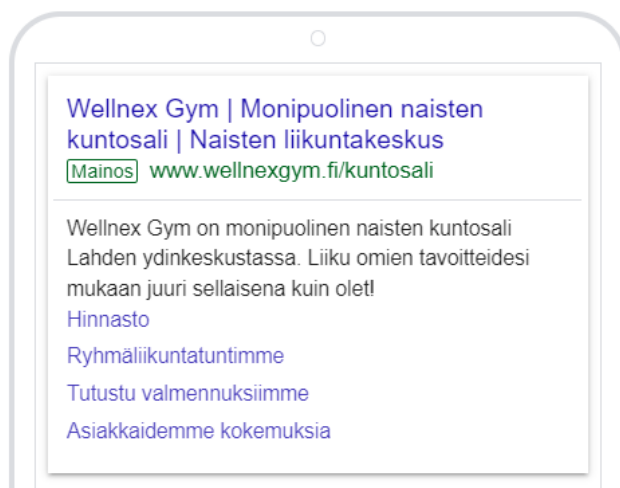 Wellnex Gym | Monipuolinen naisten
kuntosali | Naisten liikuntakeskus
Mainos www.wellnexgym.fi/kuntosali
Wellnex Gym on monipuolinen naisten kuntosali
Lahden ydinkeskustassa. Liiku omien tavoitteidesi
mukaan juuri sellaisena kuin olet!
Hinnasto
Ryhmäliikuntatuntimme
Tutustu valmennuksiimme
Asiakkaidemme kokemuksia